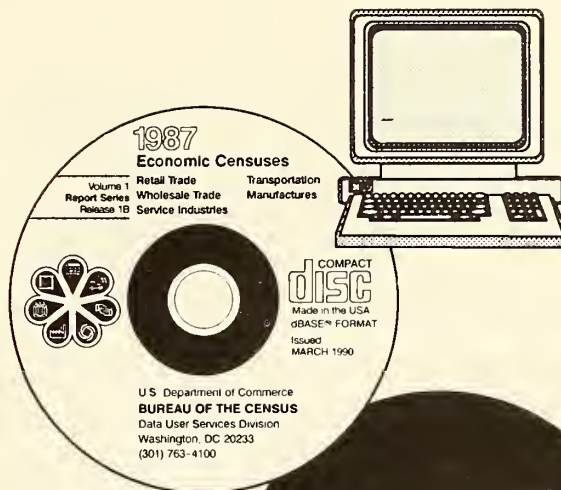 1987
Economic Censuses
Volume 1
Report Series
Release 1B
Retail Trade
Wholesale Trade
Service Industries
Transportation
Manufactures
COMPACT
disc
Made in the USA
dBASE™ FORMAT
Issued
MARCH 1990
U S Department of Commerce
BUREAU OF THE CENSUS
Data User Services Division
Washington, DC 20233
(301) 763-4100